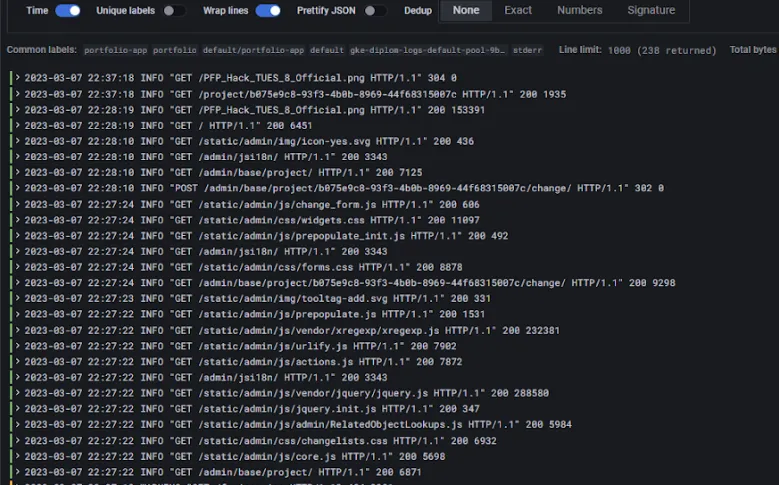 Time Unique labels Wrap lines Prettify JSON Dedup None Exact Numbers Signature
Common labels: portfolio-app portfolio default/portfolio-app default gke-diplom-logs-default-pool-9b… stderr Line limit: 1000 (238 returned) Total bytes
> 2023-03-07 22:37:18 INFO "GET /PFP_Hack_TUES_8_Official.png HTTP/1.1" 304 0
> 2023-03-07 22:37:18 INFO "GET /project/b075e9c8-93f3-4b0b-8969-44f68315007c HTTP/1.1" 200 1935
> 2023-03-07 22:28:19 INFO "GET /PFP_Hack_TUES_8_Official.png HTTP/1.1" 200 153391
> 2023-03-07 22:28:19 INFO "GET / HTTP/1.1" 200 6451
> 2023-03-07 22:28:10 INFO "GET /static/admin/img/icon-yes.svg HTTP/1.1" 200 436
> 2023-03-07 22:28:10 INFO "GET /admin/jsi18n/ HTTP/1.1" 200 3343
> 2023-03-07 22:28:10 INFO "GET /admin/base/project/ HTTP/1.1" 200 7125
> 2023-03-07 22:28:10 INFO "POST /admin/base/project/b075e9c8-93f3-4b0b-8969-44f68315007c/change/ HTTP/1.1" 302 0
> 2023-03-07 22:27:24 INFO "GET /static/admin/js/change_form.js HTTP/1.1" 200 606
> 2023-03-07 22:27:24 INFO "GET /static/admin/css/widgets.css HTTP/1.1" 200 11097
> 2023-03-07 22:27:24 INFO "GET /static/admin/js/prepopulate_init.js HTTP/1.1" 200 492
> 2023-03-07 22:27:24 INFO "GET /admin/jsi18n/ HTTP/1.1" 200 3343
> 2023-03-07 22:27:24 INFO "GET /static/admin/css/forms.css HTTP/1.1" 200 8878
> 2023-03-07 22:27:24 INFO "GET /admin/base/project/b075e9c8-93f3-4b0b-8969-44f68315007c/change/ HTTP/1.1" 200 9298
> 2023-03-07 22:27:23 INFO "GET /static/admin/img/tooltag-add.svg HTTP/1.1" 200 331
> 2023-03-07 22:27:22 INFO "GET /static/admin/js/prepopulate.js HTTP/1.1" 200 1531
> 2023-03-07 22:27:22 INFO "GET /static/admin/js/vendor/xregexp/xregexp.js HTTP/1.1" 200 232381
> 2023-03-07 22:27:22 INFO "GET /static/admin/js/urlify.js HTTP/1.1" 200 7902
> 2023-03-07 22:27:22 INFO "GET /static/admin/js/actions.js HTTP/1.1" 200 7872
> 2023-03-07 22:27:22 INFO "GET /admin/jsi18n/ HTTP/1.1" 200 3343
> 2023-03-07 22:27:22 INFO "GET /static/admin/js/vendor/jquery/jquery.js HTTP/1.1" 200 288580
> 2023-03-07 22:27:22 INFO "GET /static/admin/js/jquery.init.js HTTP/1.1" 200 347
> 2023-03-07 22:27:22 INFO "GET /static/admin/js/admin/RelatedObjectLookups.js HTTP/1.1" 200 5984
> 2023-03-07 22:27:22 INFO "GET /static/admin/css/changelists.css HTTP/1.1" 200 6932
> 2023-03-07 22:27:22 INFO "GET /static/admin/js/core.js HTTP/1.1" 200 5698
> 2023-03-07 22:27:22 INFO "GET /admin/base/project/ HTTP/1.1" 200 6871